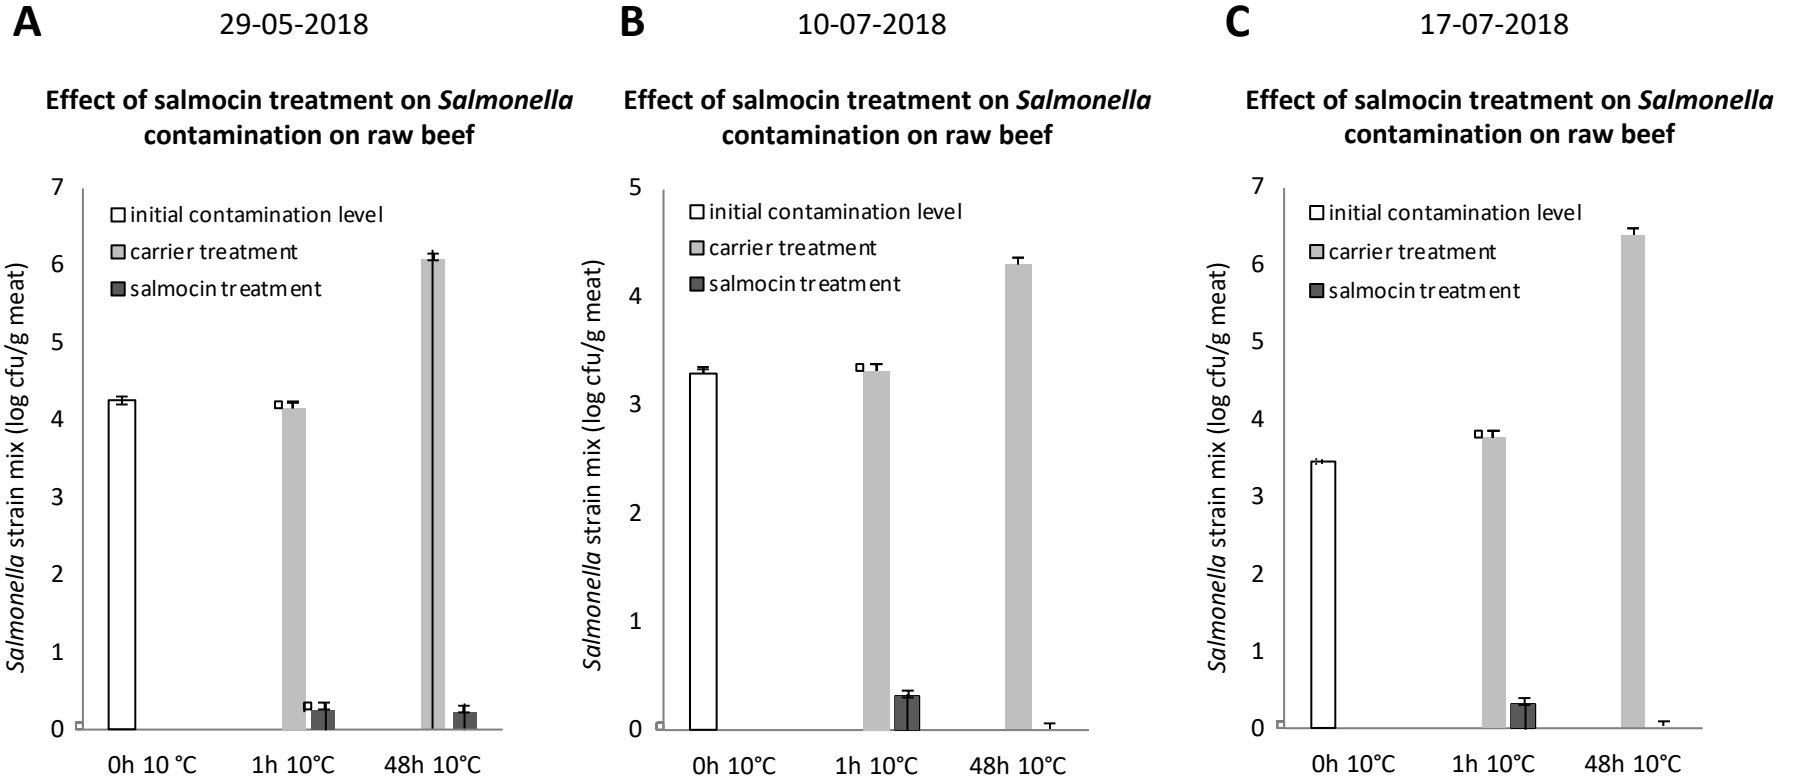 A
29-05-2018
Effect of salmocin treatment on Salmonella
contamination on raw beef
Salmonella strain mix (log cfu/g meat)
7
6
5
4
3
2
1
0
initial contamination level
carrier treatment
salmocin treatment
0h 10 °C
1h 10°C
48h 10°C
B
10-07-2018
Effect of salmocin treatment on Salmonella
contamination on raw beef
Salmonella strain mix (log cfu/g meat)
5
4
3
2
1
0
initial contamination level
carrier treatment
salmocin treatment
0h 10°C
1h 10°C
48h 10°C
C
17-07-2018
Effect of salmocin treatment on Salmonella
contamination on raw beef
Salmonella strain mix (log cfu/g meat)
7
6
5
4
3
2
1
0
initial contamination level
carrier treatment
salmocin treatment
0h 10°C
1h 10°C
48h 10°C